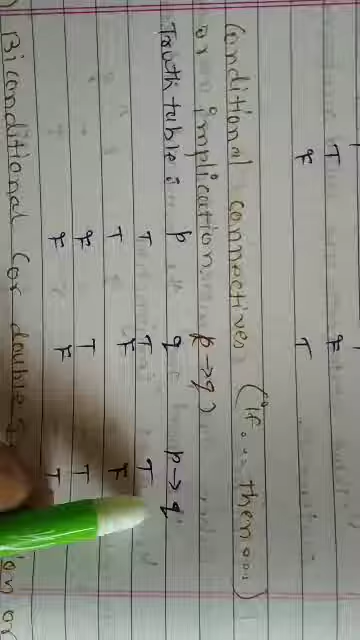 T F
F T
Conditional connectives (If... then...)
or implication. p→q)
Truth table:
p q p→q
T T T
T F F
F T T
F F T
Biconditional (or double